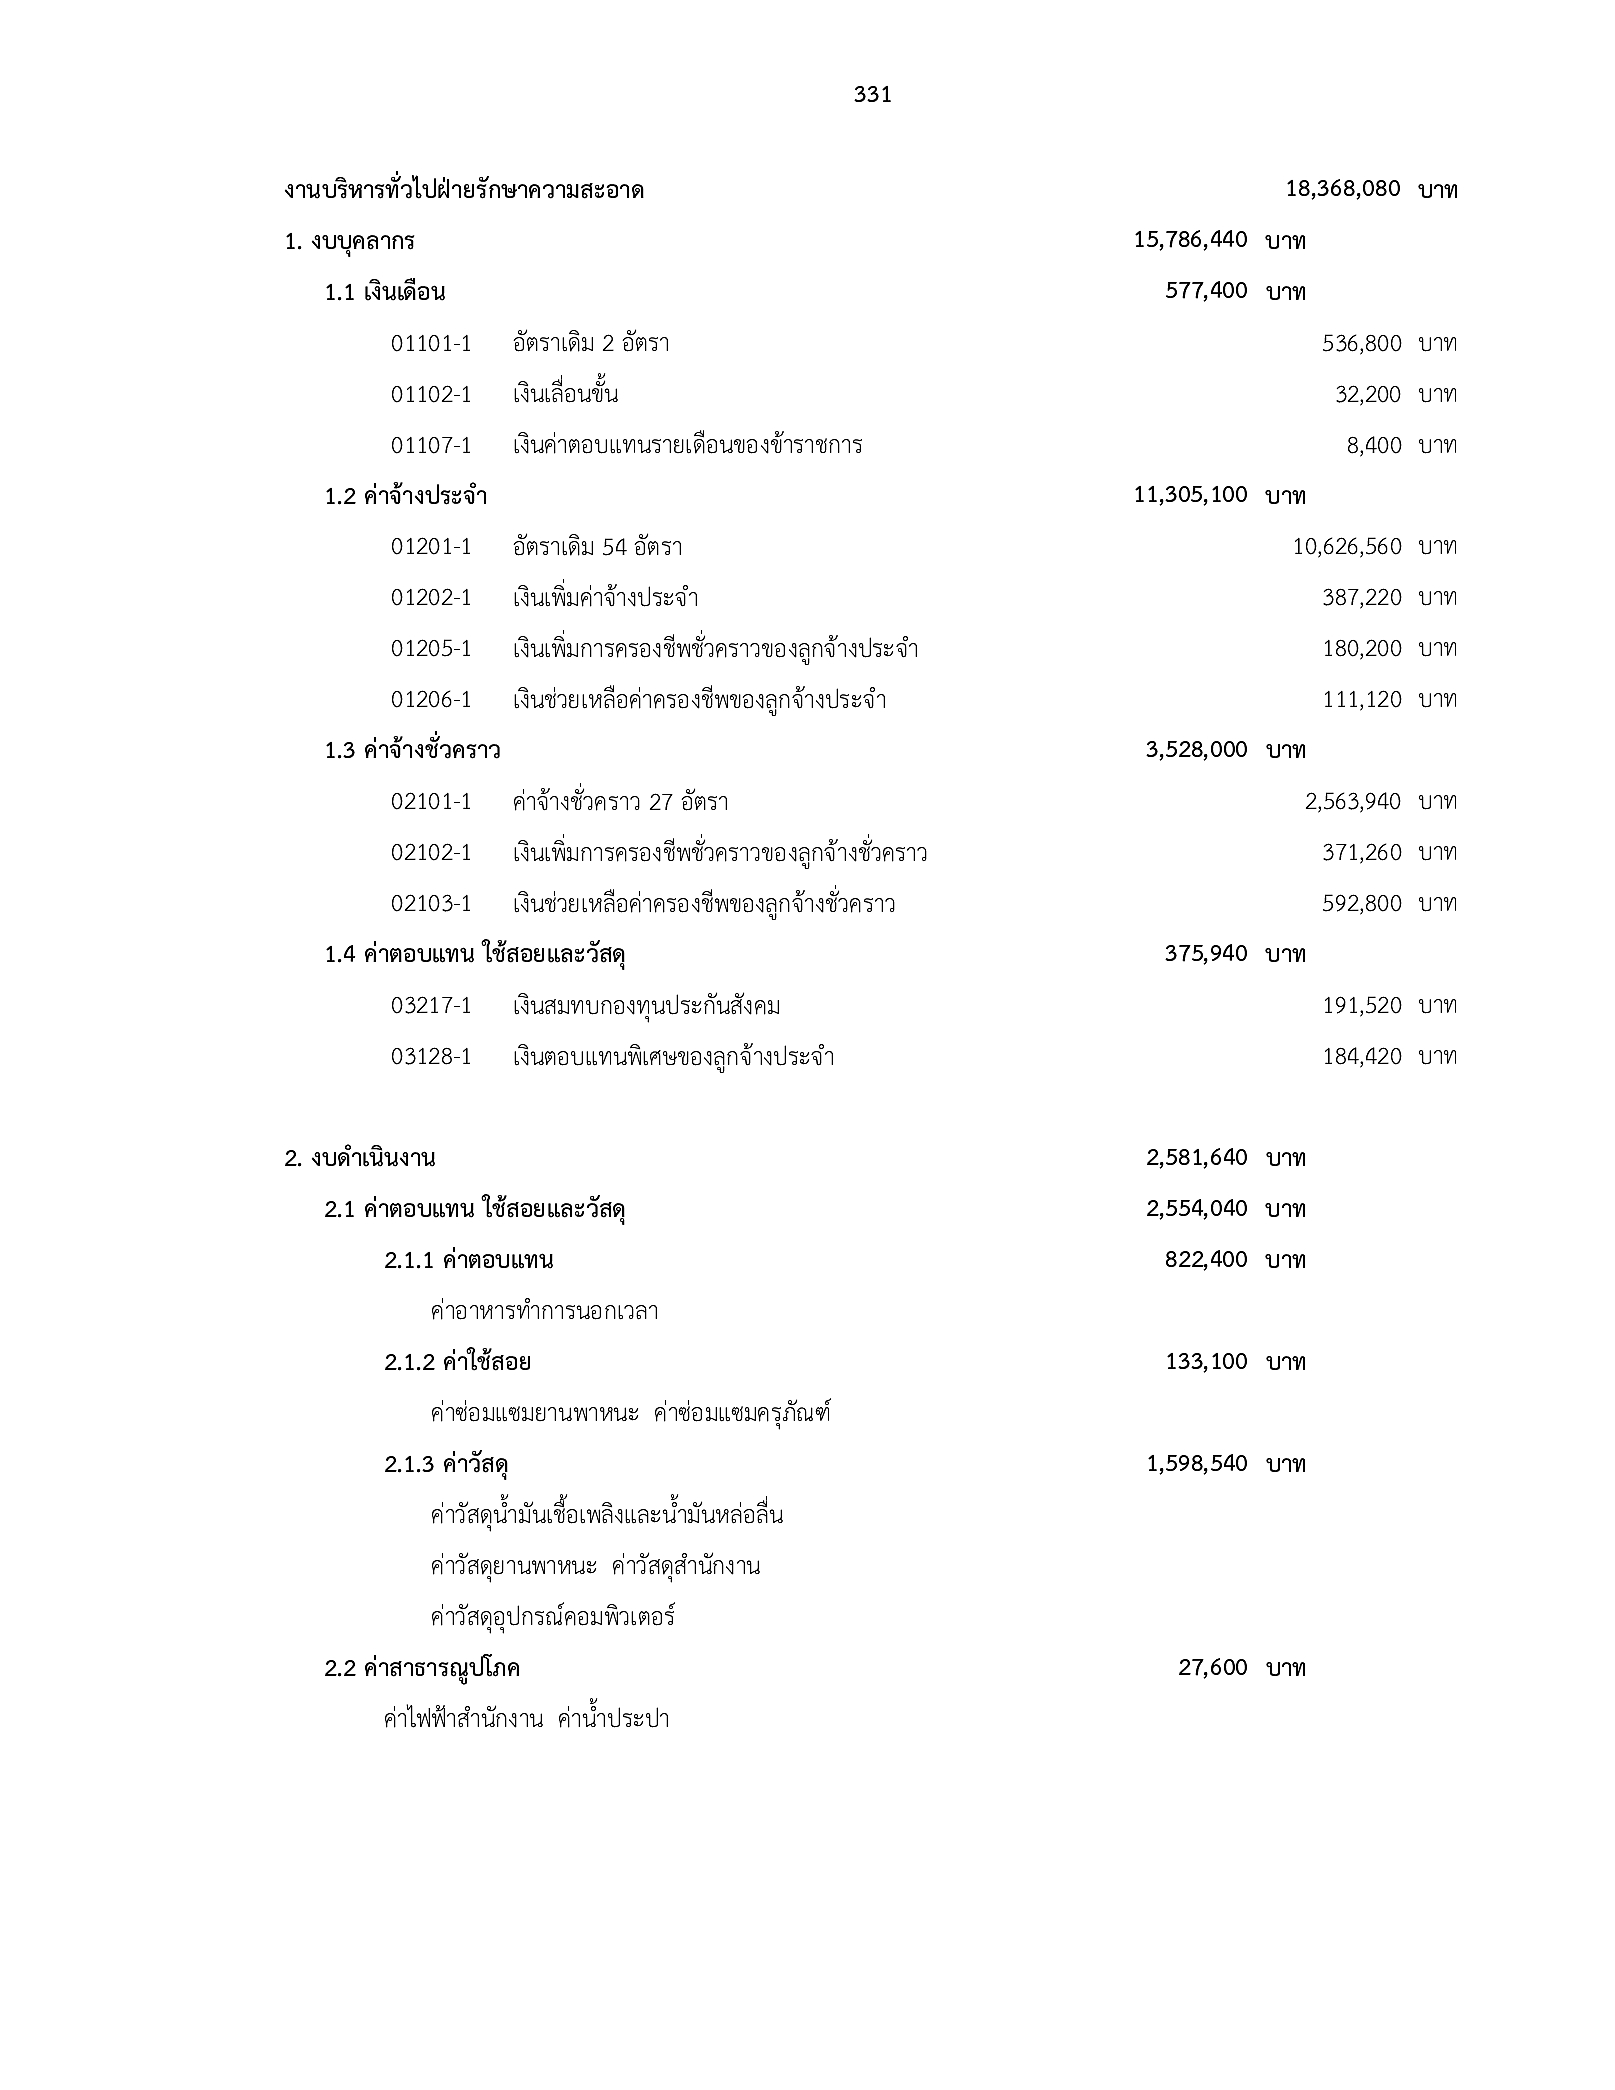 331
งานบริหารทั่วไปฝ่ายรักษาความสะอาด 18,368,080 บาท
1. งบบุคลากร 15,786,440 บาท
1.1 เงินเดือน 577,400 บาท
01101-1 อัตราเดิม 2 อัตรา 536,800 บาท
01102-1 เงินเลื่อนขั้น 32,200 บาท
01107-1 เงินค่าตอบแทนรายเดือนของข้าราชการ 8,400 บาท
1.2 ค่าจ้างประจำ 11,305,100 บาท
01201-1 อัตราเดิม 54 อัตรา 10,626,560 บาท
01202-1 เงินเพิ่มค่าจ้างประจำ 387,220 บาท
01205-1 เงินเพิ่มการครองชีพชั่วคราวของลูกจ้างประจำ 180,200 บาท
01206-1 เงินช่วยเหลือค่าครองชีพของลูกจ้างประจำ 111,120 บาท
1.3 ค่าจ้างชั่วคราว 3,528,000 บาท
02101-1 ค่าจ้างชั่วคราว 27 อัตรา 2,563,940 บาท
02102-1 เงินเพิ่มการครองชีพชั่วคราวของลูกจ้างชั่วคราว 371,260 บาท
02103-1 เงินช่วยเหลือค่าครองชีพของลูกจ้างชั่วคราว 592,800 บาท
1.4 ค่าตอบแทน ใช้สอยและวัสดุ 375,940 บาท
03217-1 เงินสมทบกองทุนประกันสังคม 191,520 บาท
03128-1 เงินตอบแทนพิเศษของลูกจ้างประจำ 184,420 บาท
2. งบดำเนินงาน 2,581,640 บาท
2.1 ค่าตอบแทน ใช้สอยและวัสดุ 2,554,040 บาท
2.1.1 ค่าตอบแทน 822,400 บาท
ค่าอาหารทำการนอกเวลา
2.1.2 ค่าใช้สอย 133,100 บาท
ค่าซ่อมแซมยานพาหนะ ค่าซ่อมแซมครุภัณฑ์
2.1.3 ค่าวัสดุ 1,598,540 บาท
ค่าวัสดุน้ำมันเชื้อเพลิงและน้ำมันหล่อลื่น
ค่าวัสดุยานพาหนะ ค่าวัสดุสำนักงาน
ค่าวัสดุอุปกรณ์คอมพิวเตอร์
2.2 ค่าสาธารณูปโภค 27,600 บาท
ค่าไฟฟ้าสำนักงาน ค่าน้ำประปา